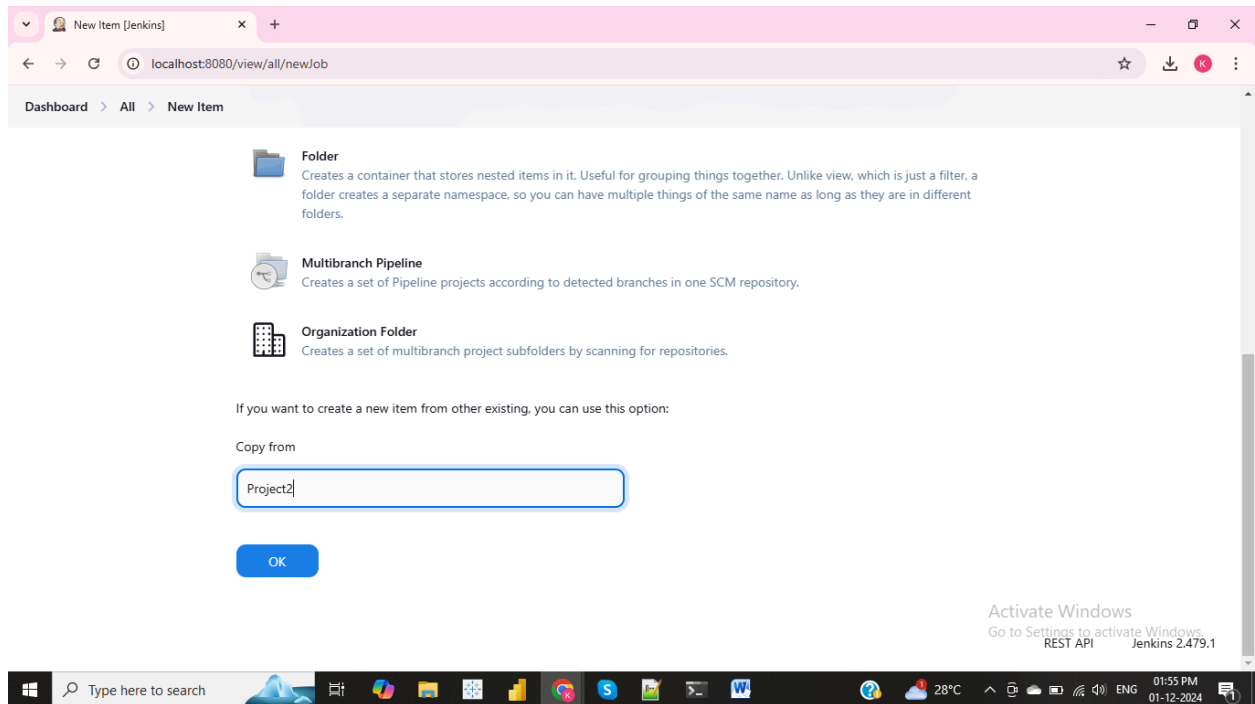 New Item [Jenkins]
localhost:8080/view/all/newJob
K
Dashboard > All > New Item
Folder
Creates a container that stores nested items in it. Useful for grouping things together. Unlike view, which is just a filter, a
folder creates a separate namespace, so you can have multiple things of the same name as long as they are in different
folders.
Multibranch Pipeline
Creates a set of Pipeline projects according to detected branches in one SCM repository.
Organization Folder
Creates a set of multibranch project subfolders by scanning for repositories.
If you want to create a new item from other existing, you can use this option:
Copy from
Project2
OK
Activate Windows
Go to Settings to activate Windows.
REST API Jenkins 2.479.1
Type here to search
28°C ENG 01:55 PM
01-12-2024